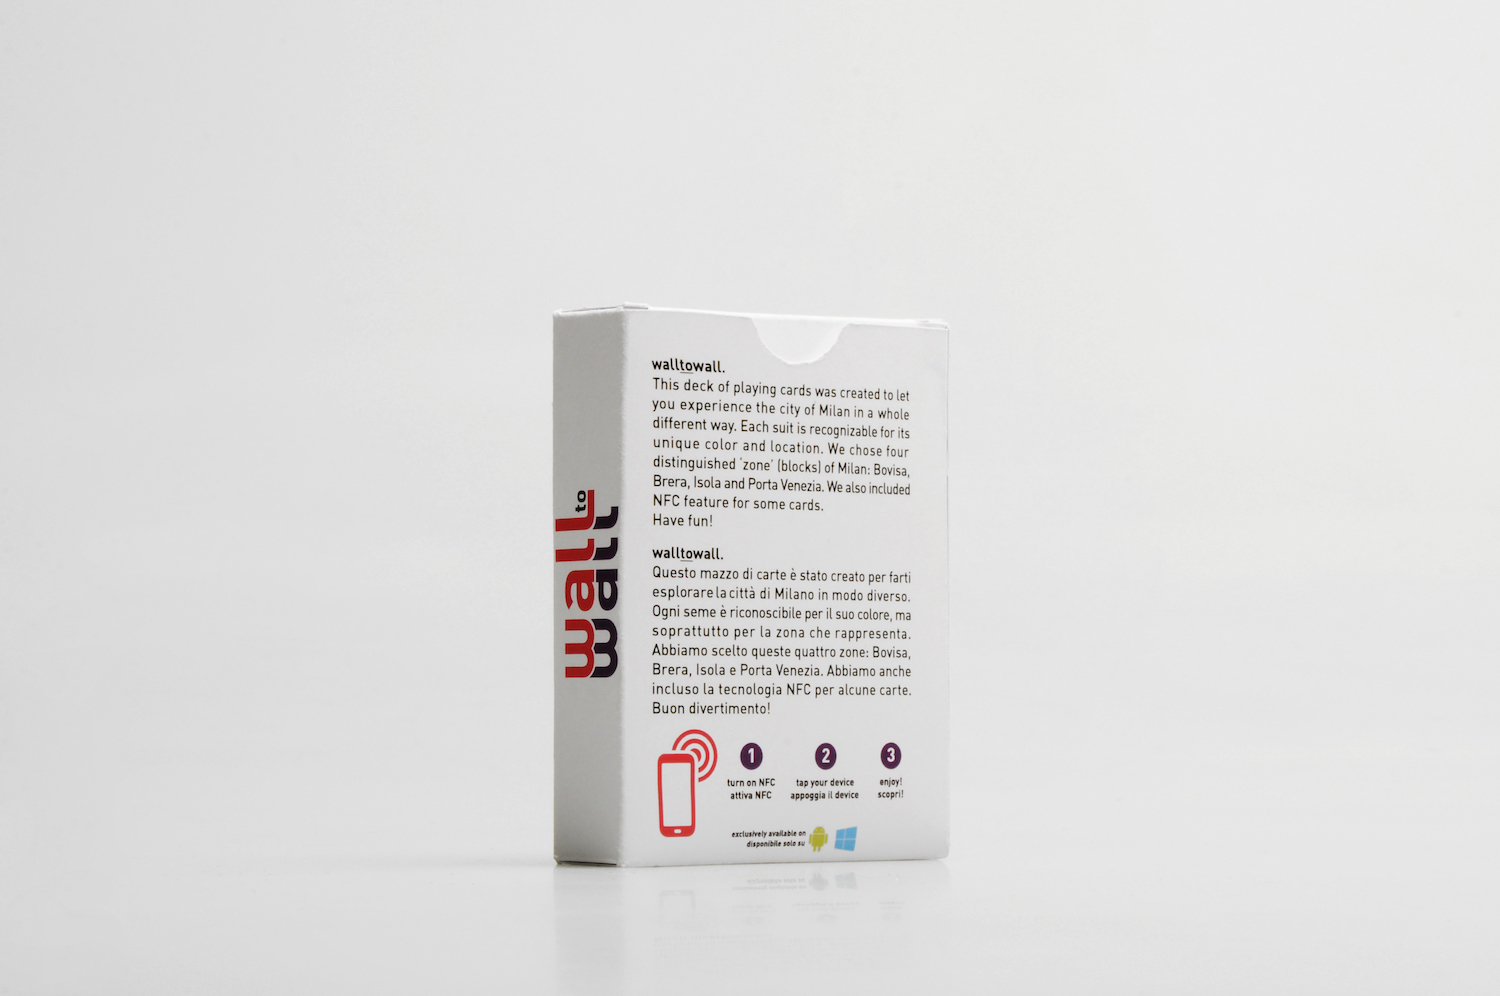 wall to
wall
walltowall.
This deck of playing cards was created to let
you experience the city of Milan in a whole
different way. Each suit is recognizable for its
unique color and location. We chose four
distinguished 'zone' (blocks) of Milan: Bovisa,
Brera, Isola and Porta Venezia. We also included
NFC feature for some cards.
Have fun!
walltowall.
Questo mazzo di carte è stato creato per farti
esplorare la città di Milano in modo diverso.
Ogni seme è riconoscibile per il suo colore, ma
soprattutto per la zona che rappresenta.
Abbiamo scelto queste quattro zone: Bovisa,
Brera, Isola e Porta Venezia. Abbiamo anche
incluso la tecnologia NFC per alcune carte.
Buon divertimento!
1
turn on NFC
attiva NFC
2
tap your device
appoggia il device
3
enjoy!
scopri!
exclusively available on
disponibile solo su